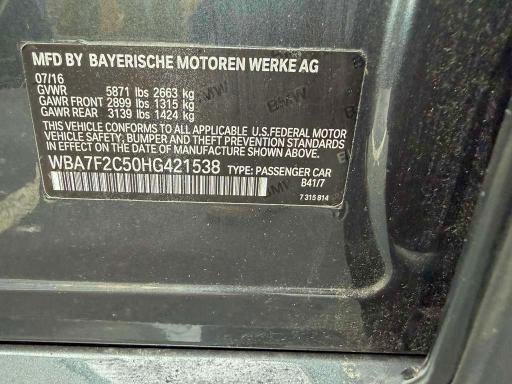 MFD BY BAYERISCHE MOTOREN WERKE AG
07/16
GVWR 5871 lbs 2663 kg
GAWR FRONT 2899 lbs 1315 kg
GAWR REAR 3139 lbs 1424 kg
THIS VEHICLE CONFORMS TO ALL APPLICABLE U.S.FEDERAL MOTOR
VEHICLE SAFETY, BUMPER AND THEFT PREVENTION STANDARDS
IN EFFECT ON THE DATE OF MANUFACTURE SHOWN ABOVE.
WBA7F2C50HG421538 TYPE: PASSENGER CAR
B41/7
7 315 814